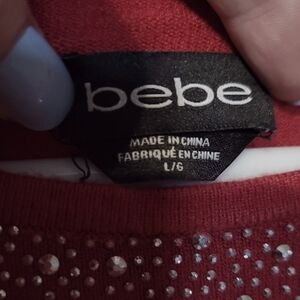 bebe
MADE IN CHINA
FABRIQUÉ EN CHINE
L/G